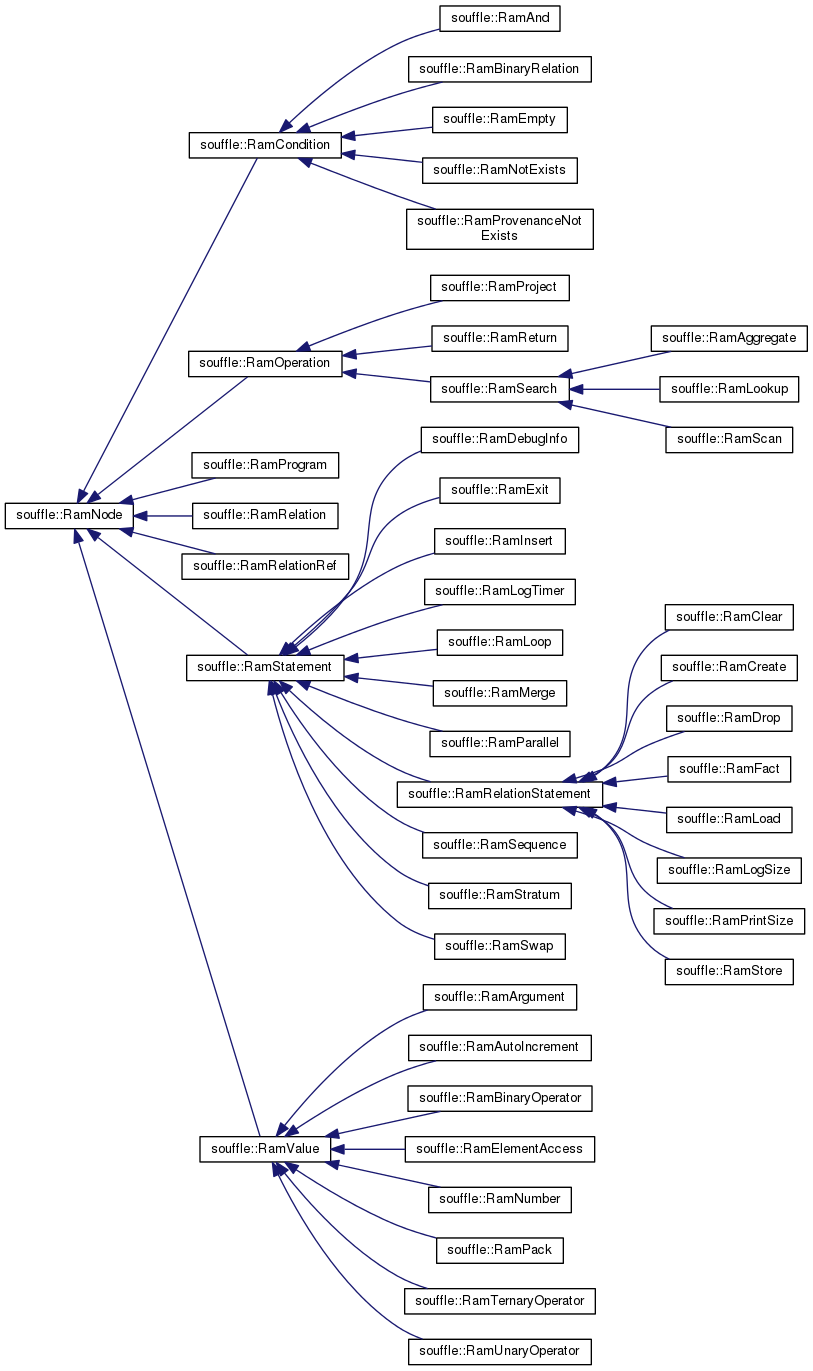 souffle::RamAnd
souffle::RamBinaryRelation
souffle::RamEmpty
souffle::RamCondition
souffle::RamNotExists
souffle::RamProvenanceNot
Exists
souffle::RamProject
souffle::RamReturn
souffle::RamAggregate
souffle::RamOperation
souffle::RamSearch
souffle::RamLookup
souffle::RamScan
souffle::RamDebugInfo
souffle::RamProgram
souffle::RamExit
souffle::RamNode
souffle::RamRelation
souffle::RamInsert
souffle::RamRelationRef
souffle::RamLogTimer
souffle::RamClear
souffle::RamLoop
souffle::RamStatement
souffle::RamCreate
souffle::RamMerge
souffle::RamDrop
souffle::RamParallel
souffle::RamFact
souffle::RamRelationStatement
souffle::RamLoad
souffle::RamSequence
souffle::RamLogSize
souffle::RamStratum
souffle::RamPrintSize
souffle::RamSwap
souffle::RamStore
souffle::RamArgument
souffle::RamAutoIncrement
souffle::RamBinaryOperator
souffle::RamValue
souffle::RamElementAccess
souffle::RamNumber
souffle::RamPack
souffle::RamTernaryOperator
souffle::RamUnaryOperator